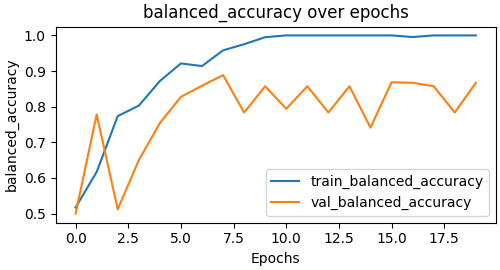 balanced_accuracy over epochs
balanced_accuracy
1.0
0.9
0.8
0.7
0.6
0.5
train_balanced_accuracy
val_balanced_accuracy
0.0 2.5 5.0 7.5 10.0 12.5 15.0 17.5
Epochs